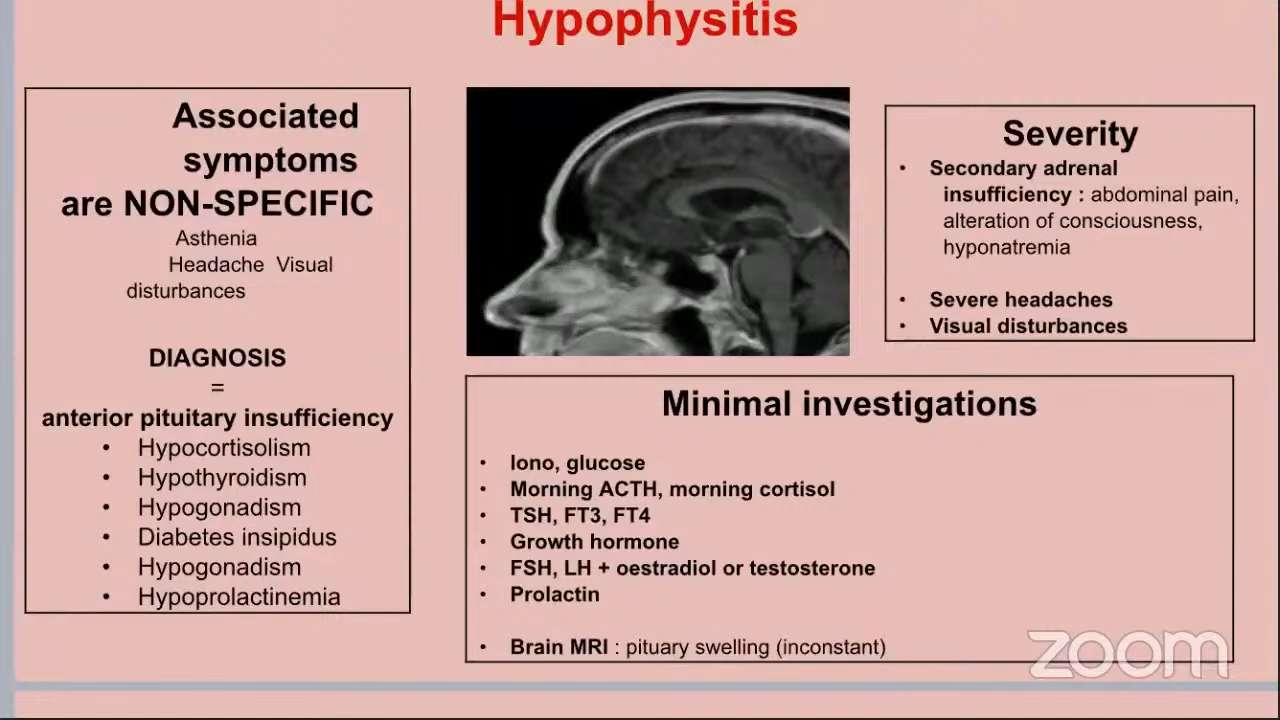 Hypophysitis
Associated
symptoms
are NON-SPECIFIC
Asthenia
Headache Visual
disturbances
DIAGNOSIS
=
anterior pituitary insufficiency
• Hypocortisolism
• Hypothyroidism
• Hypogonadism
• Diabetes insipidus
• Hypogonadism
• Hypoprolactinemia
Severity
• Secondary adrenal
insufficiency : abdominal pain,
alteration of consciousness,
hyponatremia
• Severe headaches
• Visual disturbances
Minimal investigations
• Iono, glucose
• Morning ACTH, morning cortisol
• TSH, FT3, FT4
• Growth hormone
• FSH, LH + oestradiol or testosterone
• Prolactin
• Brain MRI : pituary swelling (inconstant)
zoom